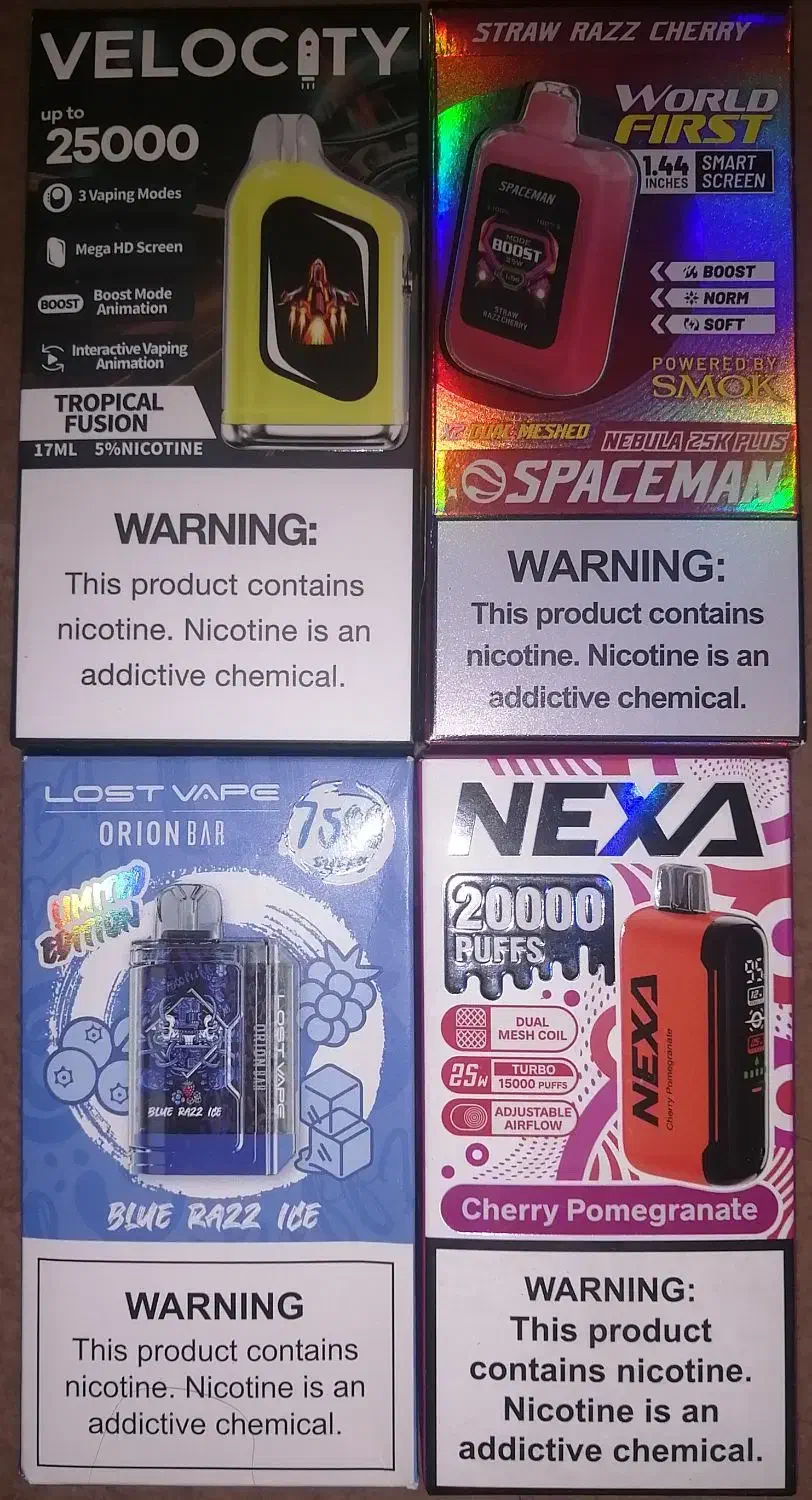 VELOCITY
up to
25000
3 Vaping Modes
Mega HD Screen
BOOST
Boost Mode
Animation
Interactive Vaping
Animation
TROPICAL
FUSION
17ML 5%NICOTINE
WARNING:
This product contains
nicotine. Nicotine is an
addictive chemical.
STRAW RAZZ CHERRY
WORLD
FIRST
1.44
INCHES
SMART
SCREEN
SPACEMAN
MODE
BOOST
STRAW
RAZZ CHERRY
BOOST
NORM
SOFT
POWERED BY
SMOK
X2 DUAL MESHED
NEBULA 25K PLUS
SPACEMAN
WARNING:
This product contains
nicotine. Nicotine is an
addictive chemical.
LOST VAPE
ORION BAR
LIMITED
EDITION
LOST VAPE
ORION BAR
BLUE RAZZ ICE
BLUE RAZZ ICE
WARNING
This product contains
nicotine. Nicotine is an
addictive chemical.
NEXA
20000
PUFFS
DUAL
MESH COIL
25W
TURBO
15000 PUFFS
ADJUSTABLE
AIRFLOW
NEXA
Cherry Pomegranate
95
Cherry Pomegranate
WARNING:
This product
contains nicotine.
Nicotine is an
addictive chemical.